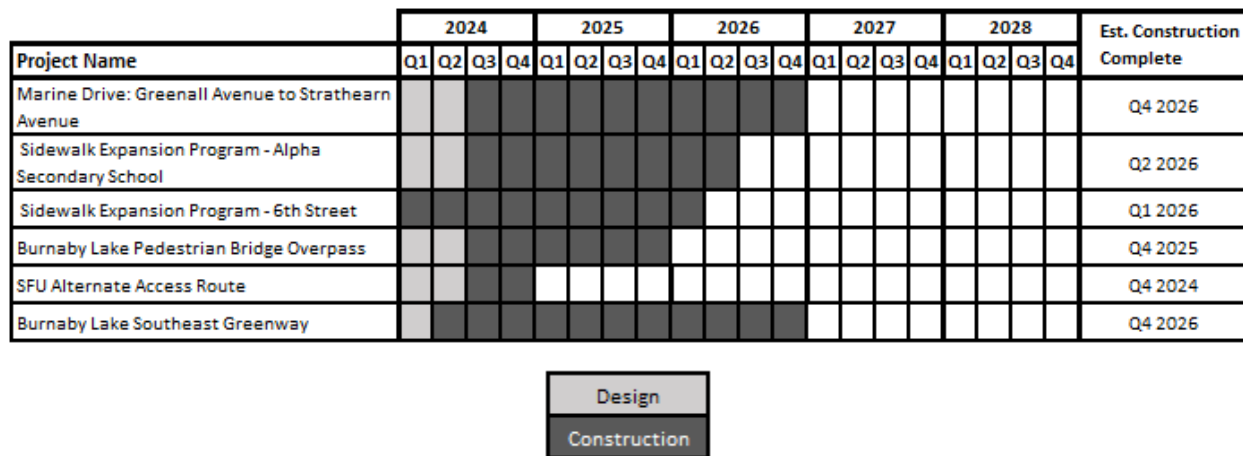 2024 2025 2026 2027 2028 Est. Construction
Project Name Q1 Q2 Q3 Q4 Q1 Q2 Q3 Q4 Q1 Q2 Q3 Q4 Q1 Q2 Q3 Q4 Q1 Q2 Q3 Q4 Complete
Marine Drive: Greenall Avenue to Strathearn
Avenue Q4 2026
Sidewalk Expansion Program - Alpha
Secondary School Q2 2026
Sidewalk Expansion Program - 6th Street Q1 2026
Burnaby Lake Pedestrian Bridge Overpass Q4 2025
SFU Alternate Access Route Q4 2024
Burnaby Lake Southeast Greenway Q4 2026
Design
Construction